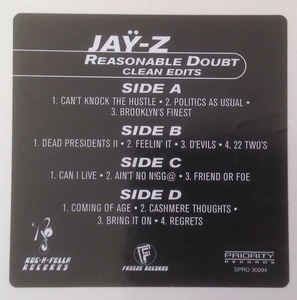 JAŸ-Z
REASONABLE DOUBT
CLEAN EDITS
SIDE A
1. CAN'T KNOCK THE HUSTLE • 2. POLITICS AS USUAL •
3. BROOKLYN'S FINEST
SIDE B
1. DEAD PRESIDENTS II • 2. FEELIN' IT • 3. D'EVILS • 4. 22 TWO'S
SIDE C
1. CAN I LIVE • 2. AIN'T NO N!GG@ • 3. FRIEND OR FOE
SIDE D
1. COMING OF AGE • 2. CASHMERE THOUGHTS •
3. BRING IT ON • 4. REGRETS
ROC-A-FELLA
RECORDS
FREEZE RECORDS
PRIORITY
RECORDS
SPRO 30094